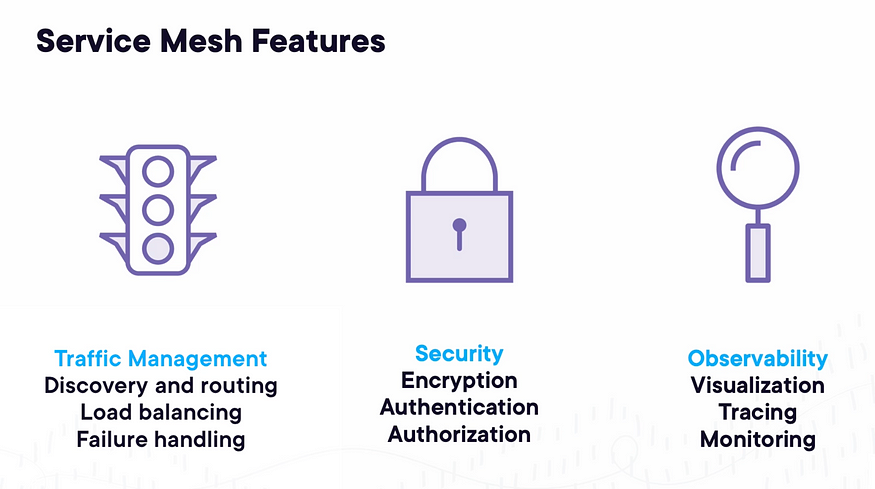 Service Mesh Features
Traffic Management
Discovery and routing
Load balancing
Failure handling
Security
Encryption
Authentication
Authorization
Observability
Visualization
Tracing
Monitoring